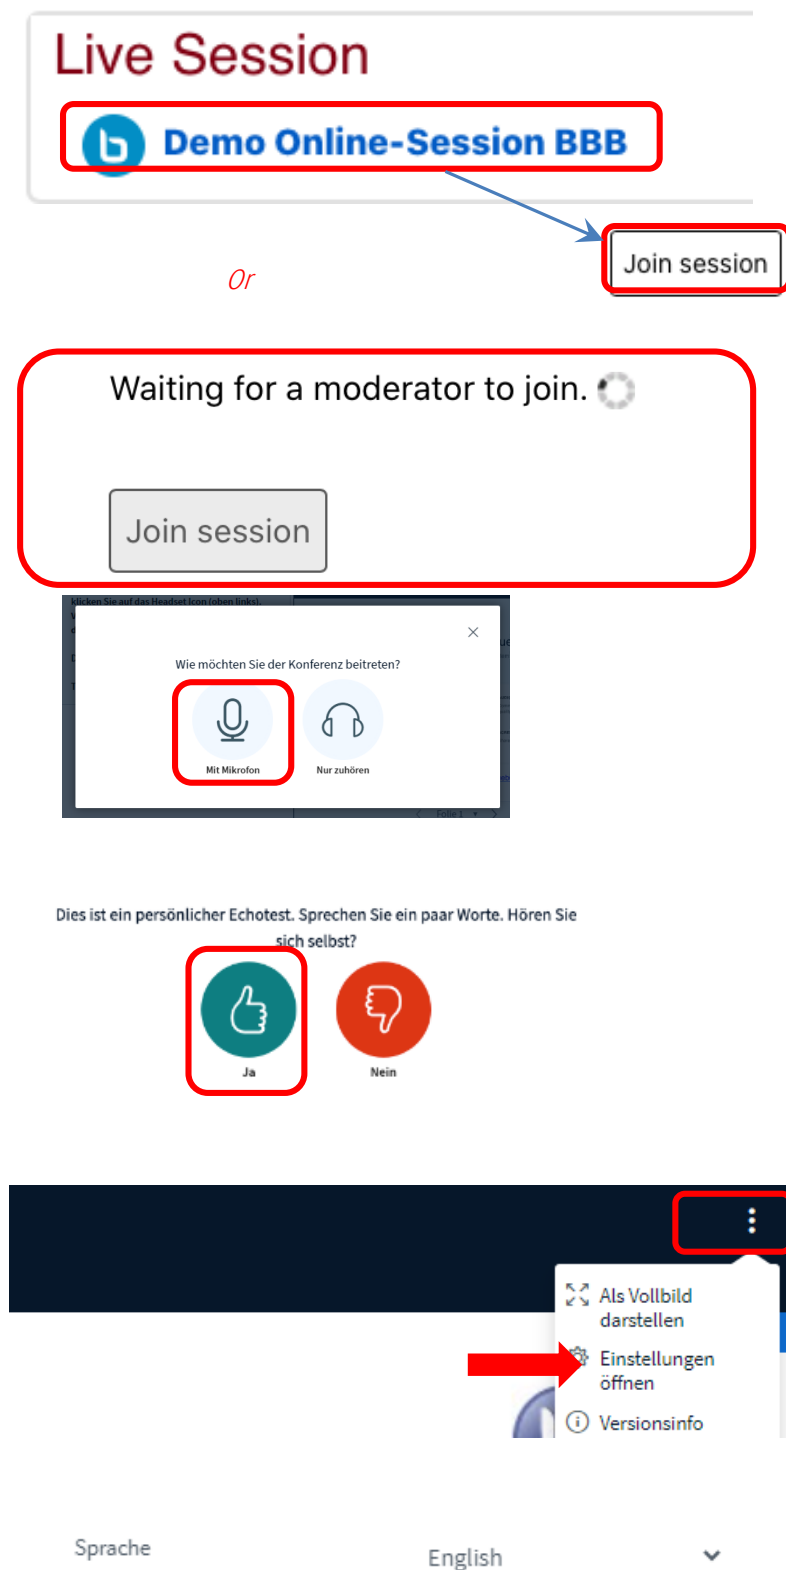 Live Session
Demo Online-Session BBB
Join session
Or
Waiting for a moderator to join.
Join session
klicken Sie auf das Headset Icon (oben links).
Wie möchten Sie der Konferenz beitreten?
Mit Mikrofon
Nur zuhören
Folie 1
Dies ist ein persönlicher Echotest. Sprechen Sie ein paar Worte. Hören Sie
sich selbst?
Ja
Nein
Als Vollbild
darstellen
Einstellungen
öffnen
Versionsinfo
Sprache
English